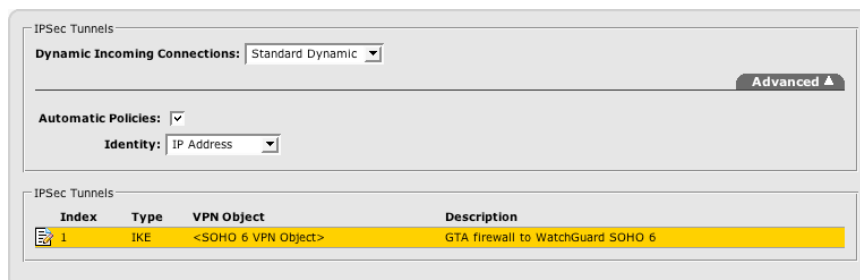 IPSec Tunnels
Dynamic Incoming Connections: Standard Dynamic
Advanced
Automatic Policies:
Identity: IP Address
IPSec Tunnels
Index Type VPN Object Description
1 IKE <SOHO 6 VPN Object> GTA firewall to WatchGuard SOHO 6